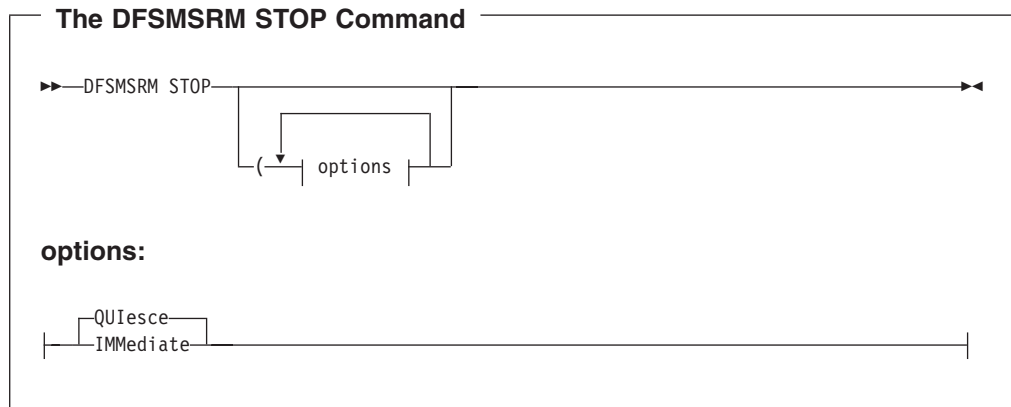 The DFSMSRM STOP Command
DFSMSRM STOP
( options
options:
QUIesce
IMMediate